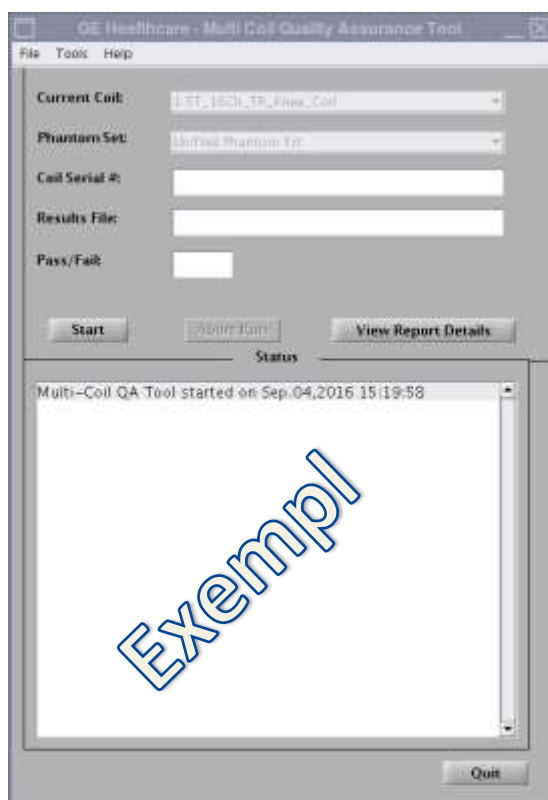 GE Healthcare - Multi Coil Quality Assurance Tool
File Tools Help
Current Coil:
1.5T_16Ch_TR_Knee_Coil
Phantom Set:
Unified Phantom Kit
Coil Serial #:
Results File:
Pass/Fail:
Start Abort Run View Report Details
Status
Multi-Coil QA Tool started on Sep.04,2016 15:19:58
Exempl
Quit